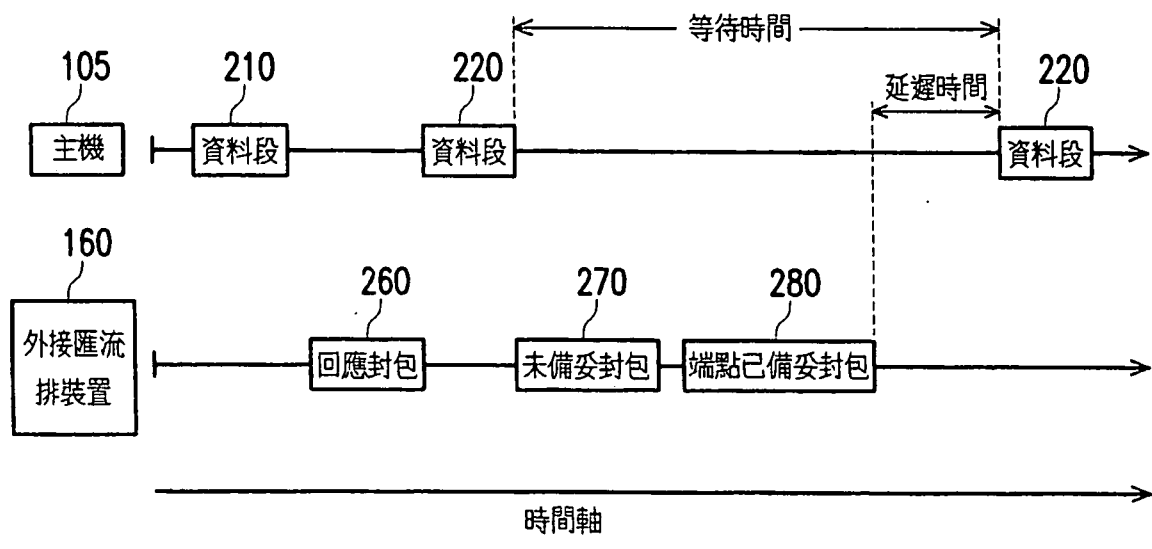 等待時間
105
210
220
延遲時間
220
主機
資料段
資料段
資料段
160
260
270
280
外接匯流
排裝置
回應封包
未備妥封包
端點已備妥封包
時間軸